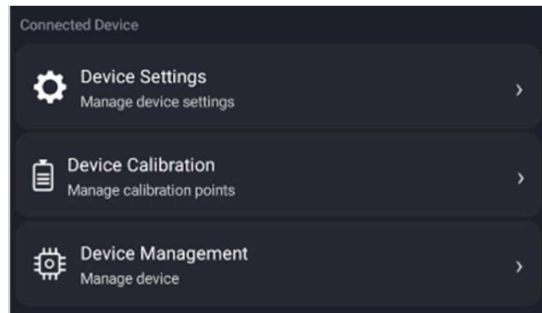 Connected Device
Device Settings
Manage device settings
Device Calibration
Manage calibration points
Device Management
Manage device